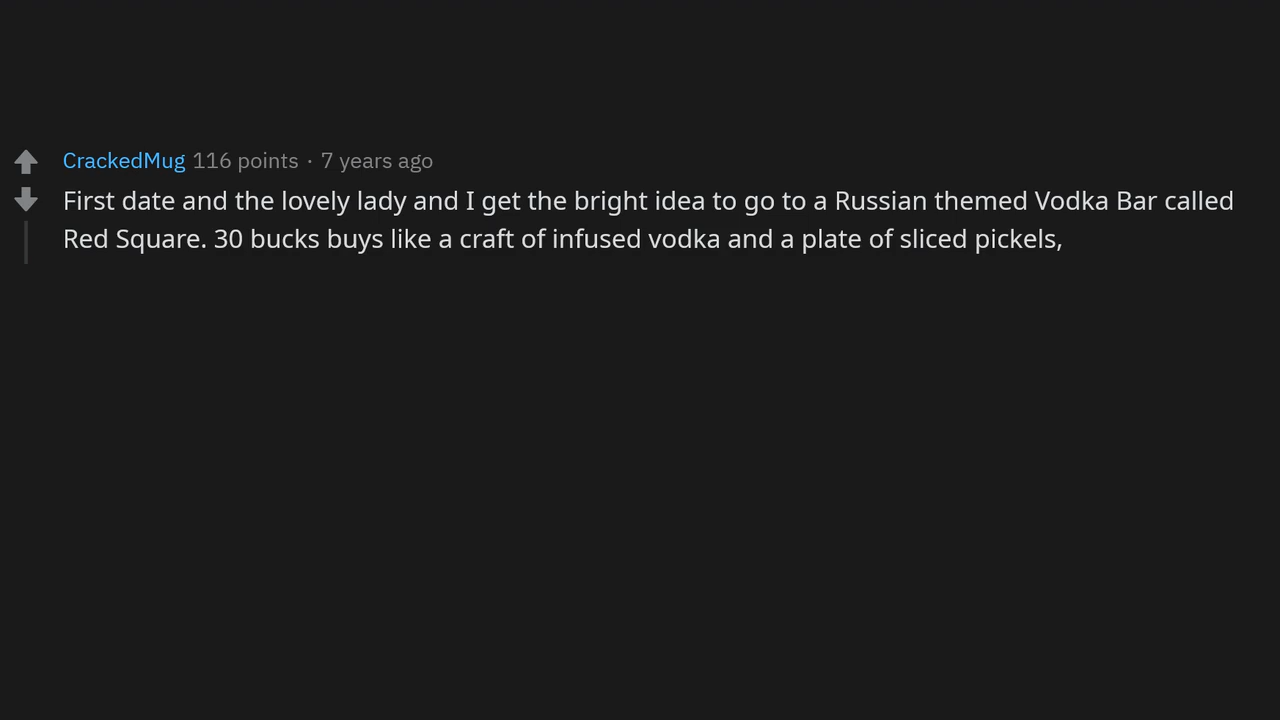 CrackedMug 116 points · 7 years ago
First date and the lovely lady and I get the bright idea to go to a Russian themed Vodka Bar called
Red Square. 30 bucks buys like a craft of infused vodka and a plate of sliced pickels,